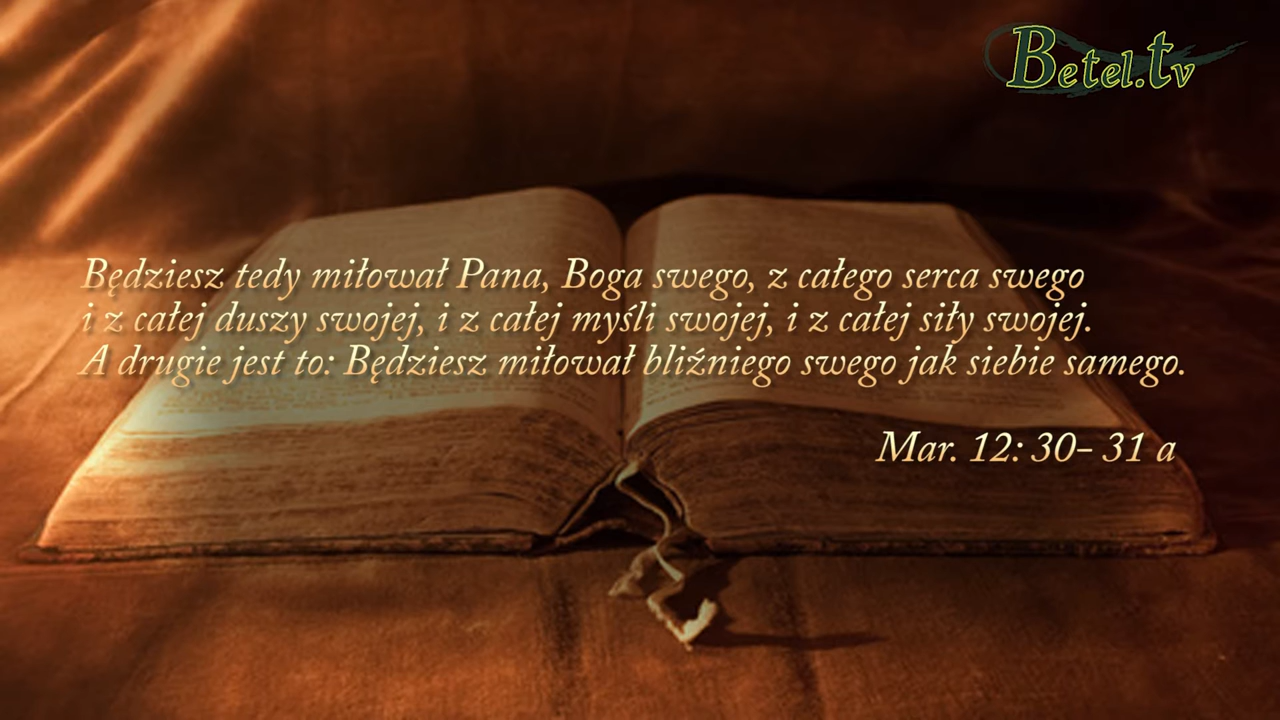 Betel.tv
Będziesz tedy miłował Pana, Boga swego, z całego serca swego
i z całej duszy swojej, i z całej myśli swojej, i z całej siły swojej.
A drugie jest to: Będziesz miłował bliźniego swego jak siebie samego.
Mar. 12: 30- 31 a